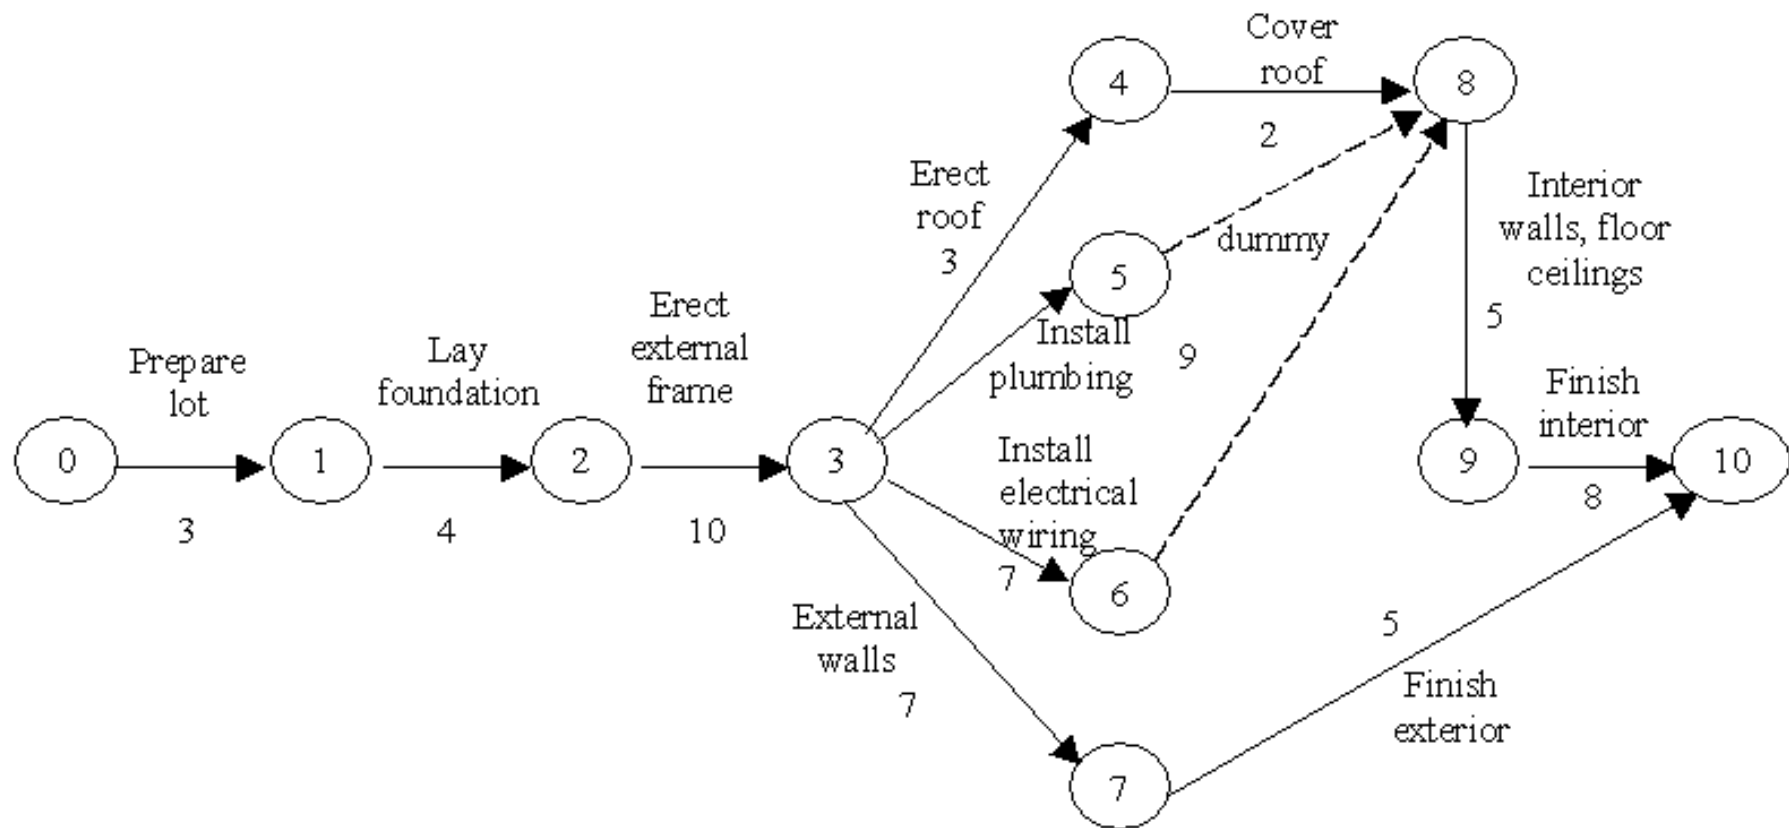 Cover
roof
4
8
2
Erect
roof
3
Interior
walls, floor
ceilings
dummy
5
Erect
external
frame
5
Install
plumbing
9
Prepare
lot
Lay
foundation
Finish
interior
0
1
2
3
Install
electrical
wiring
9
10
3
4
10
7
8
6
External
walls
7
5
Finish
exterior
7